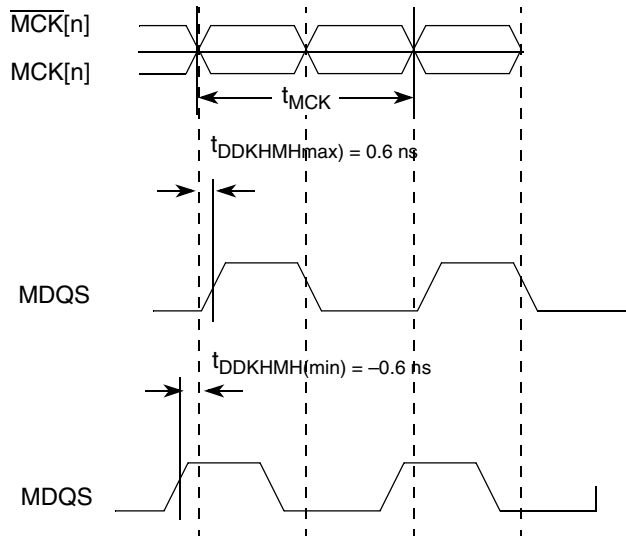 MCK[n]
MCK[n]
tMCK
tDDKHMHmax) = 0.6 ns
MDQS
tDDKHMH(min) = –0.6 ns
MDQS